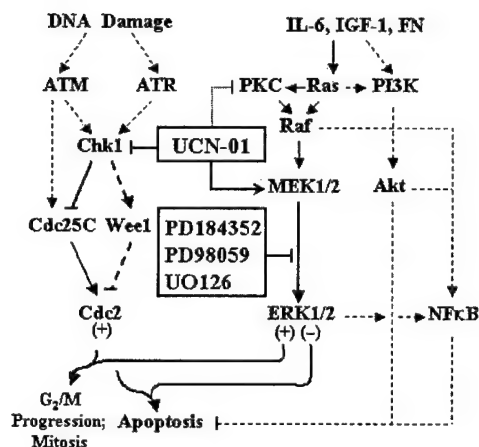 DNA Damage
IL-6, IGF-1, FN
ATM ATR
PKC Ras PI3K
Raf
Chk1
UCN-01
MEK1/2 Akt
Cdc25C Wee1
PD184352
PD98059
UO126
Cdc2
(+)
ERK1/2
(+) (–)
NFκB
G2/M
Progression;
Mitosis
Apoptosis